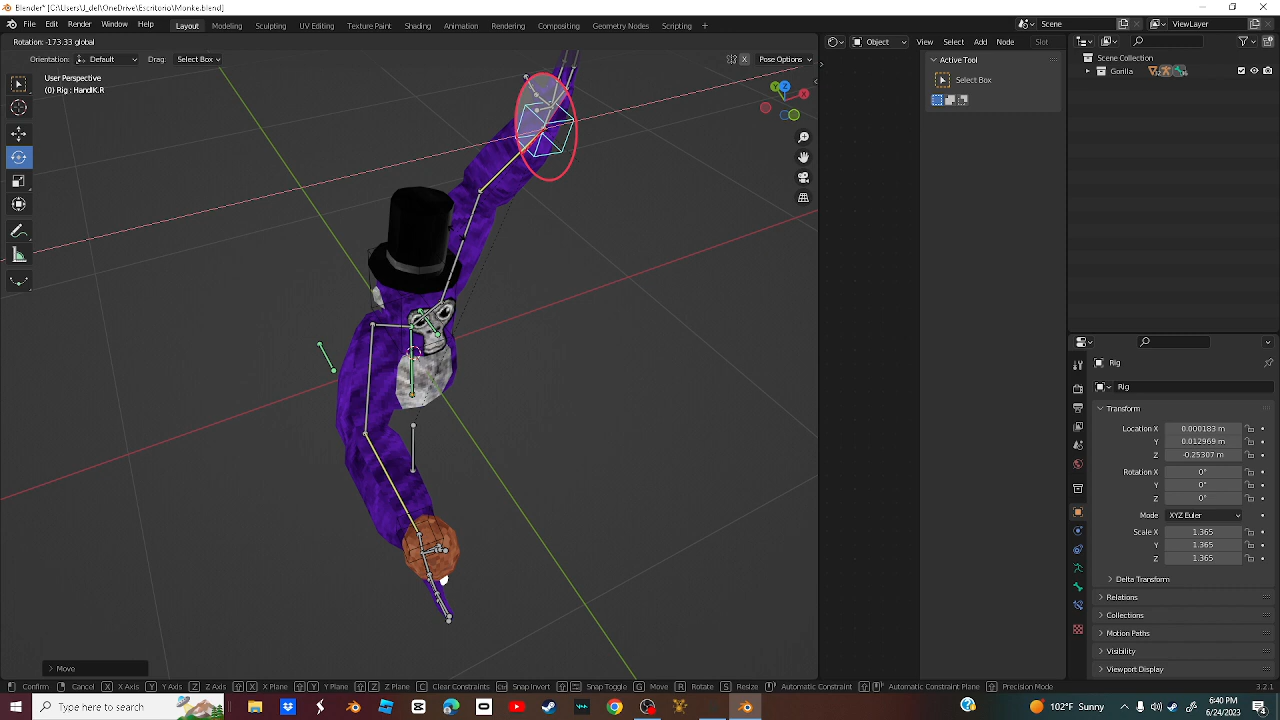 Blender* [C:\Users\U_deh\OneDrive\Escritorio\Monke.blend]
File Edit Render Window Help Layout Modeling Sculpting UV Editing Texture Paint Shading Animation Rendering Compositing Geometry Nodes Scripting + Scene ViewLayer
Rotation: -173.33 global Object View Select Add Node Slot
Orientation: Default Drag: Select Box X Pose Options Active Tool Scene Collection
User Perspective Select Box Gorilla
(0) Rig : HandIK.R
Y Z X
Rig
Rig
Transform
Location X 0.000183 m
Y 0.012969 m
Z -0.25307 m
Rotation X 0°
Y 0°
Z 0°
Mode XYZ Euler
Scale X 1.365
Y 1.365
Z 1.365
Delta Transform
Relations
Collections
Motion Paths
Visibility
Move Viewport Display
Confirm Cancel X X Axis Y Y Axis Z Z Axis X X Plane Y Y Plane Z Z Plane C Clear Constraints Snap Invert Snap Toggle G Move R Rotate S Resize Automatic Constraint Automatic Constraint Plane Precision Mode 3.2.1
Type here to search 102°F Sunny 6:40 PM
6/24/2023